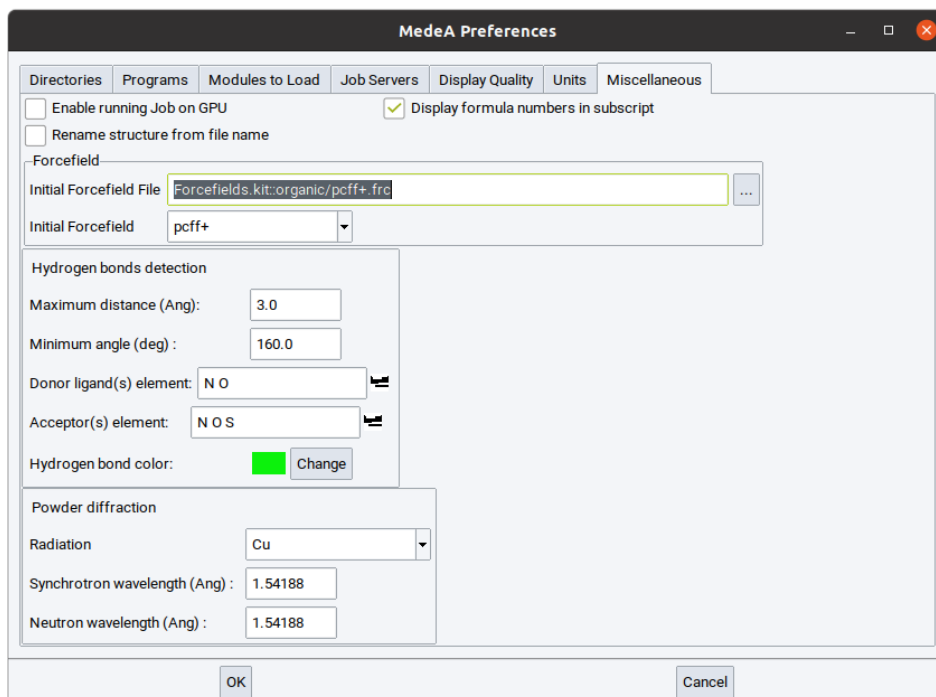 MedeA Preferences
Directories Programs Modules to Load Job Servers Display Quality Units Miscellaneous
Enable running Job on GPU Display formula numbers in subscript
Rename structure from file name
Forcefield
Initial Forcefield File Forcefields.kit::organic/pcff+.frc ...
Initial Forcefield pcff+
Hydrogen bonds detection
Maximum distance (Ang): 3.0
Minimum angle (deg) : 160.0
Donor ligand(s) element: N O
Acceptor(s) element: N O S
Hydrogen bond color: Change
Powder diffraction
Radiation Cu
Synchrotron wavelength (Ang) : 1.54188
Neutron wavelength (Ang) : 1.54188
OK Cancel